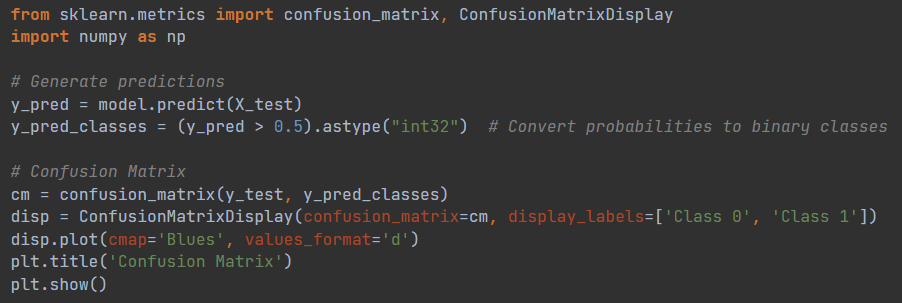 from sklearn.metrics import confusion_matrix, ConfusionMatrixDisplay
import numpy as np
# Generate predictions
y_pred = model.predict(X_test)
y_pred_classes = (y_pred > 0.5).astype("int32")  # Convert probabilities to binary classes
# Confusion Matrix
cm = confusion_matrix(y_test, y_pred_classes)
disp = ConfusionMatrixDisplay(confusion_matrix=cm, display_labels=['Class 0', 'Class 1'])
disp.plot(cmap='Blues', values_format='d')
plt.title('Confusion Matrix')
plt.show()